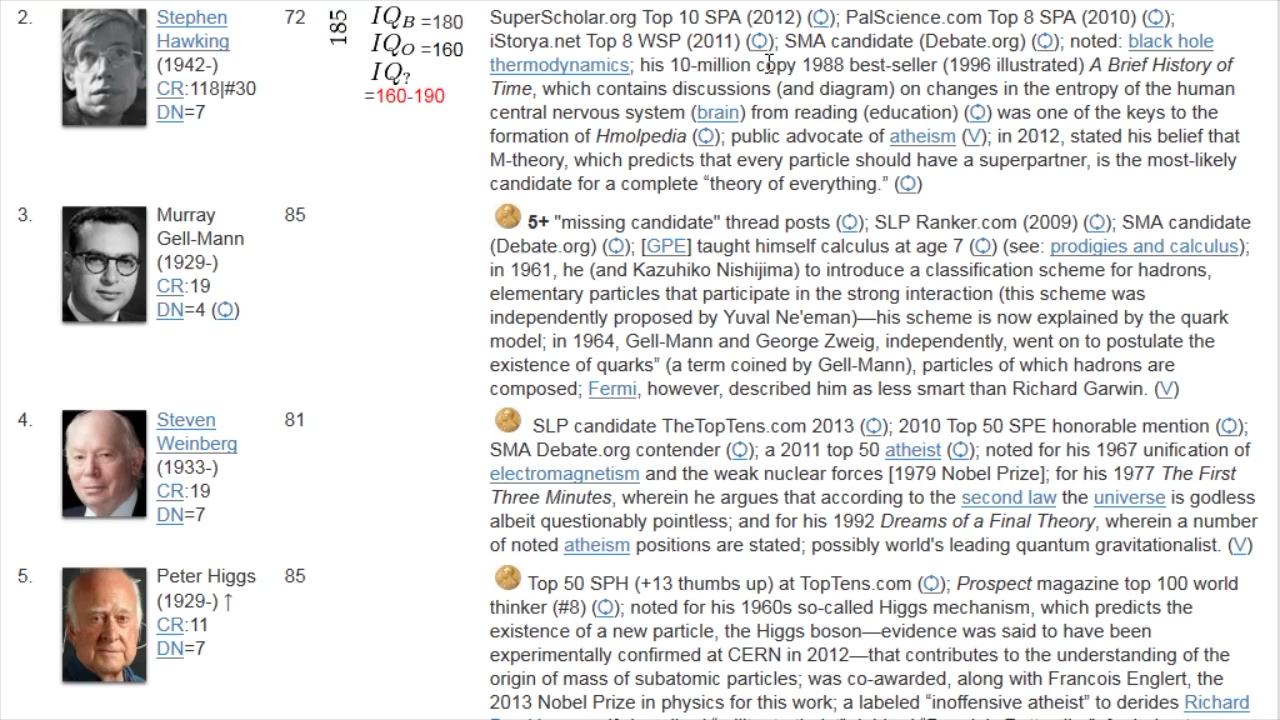 2.
Stephen
Hawking
(1942-)
CR:118|#30
DN=7
72
185
IQB =180
IQO =160
IQ?
=160-190
SuperScholar.org Top 10 SPA (2012) (); PalScience.com Top 8 SPA (2010) ();
iStorya.net Top 8 WSP (2011) (); SMA candidate (Debate.org) (); noted: black hole
thermodynamics; his 10-million copy 1988 best-seller (1996 illustrated) A Brief History of
Time, which contains discussions (and diagram) on changes in the entropy of the human
central nervous system (brain) from reading (education) () was one of the keys to the
formation of Hmolpedia (); public advocate of atheism (V); in 2012, stated his belief that
M-theory, which predicts that every particle should have a superpartner, is the most-likely
candidate for a complete “theory of everything.” ()
3.
Murray
Gell-Mann
(1929-)
CR:19
DN=4 ()
85
5+ "missing candidate" thread posts (); SLP Ranker.com (2009) (); SMA candidate
(Debate.org) (); [GPE] taught himself calculus at age 7 () (see: prodigies and calculus);
in 1961, he (and Kazuhiko Nishijima) to introduce a classification scheme for hadrons,
elementary particles that participate in the strong interaction (this scheme was
independently proposed by Yuval Ne'eman)—his scheme is now explained by the quark
model; in 1964, Gell-Mann and George Zweig, independently, went on to postulate the
existence of quarks” (a term coined by Gell-Mann), particles of which hadrons are
composed; Fermi, however, described him as less smart than Richard Garwin. (V)
4.
Steven
Weinberg
(1933-)
CR:19
DN=7
81
SLP candidate TheTopTens.com 2013 (); 2010 Top 50 SPE honorable mention ();
SMA Debate.org contender (); a 2011 top 50 atheist (); noted for his 1967 unification of
electromagnetism and the weak nuclear forces [1979 Nobel Prize]; for his 1977 The First
Three Minutes, wherein he argues that according to the second law the universe is godless
albeit questionably pointless; and for his 1992 Dreams of a Final Theory, wherein a number
of noted atheism positions are stated; possibly world's leading quantum gravitationalist. (V)
5.
Peter Higgs
(1929-) ↑
CR:11
DN=7
85
Top 50 SPH (+13 thumbs up) at TopTens.com (); Prospect magazine top 100 world
thinker (#8) (); noted for his 1960s so-called Higgs mechanism, which predicts the
existence of a new particle, the Higgs boson—evidence was said to have been
experimentally confirmed at CERN in 2012—that contributes to the understanding of the
origin of mass of subatomic particles; was co-awarded, along with Francois Englert, the
2013 Nobel Prize in physics for this work; a labeled “inoffensive atheist” to derides Richard